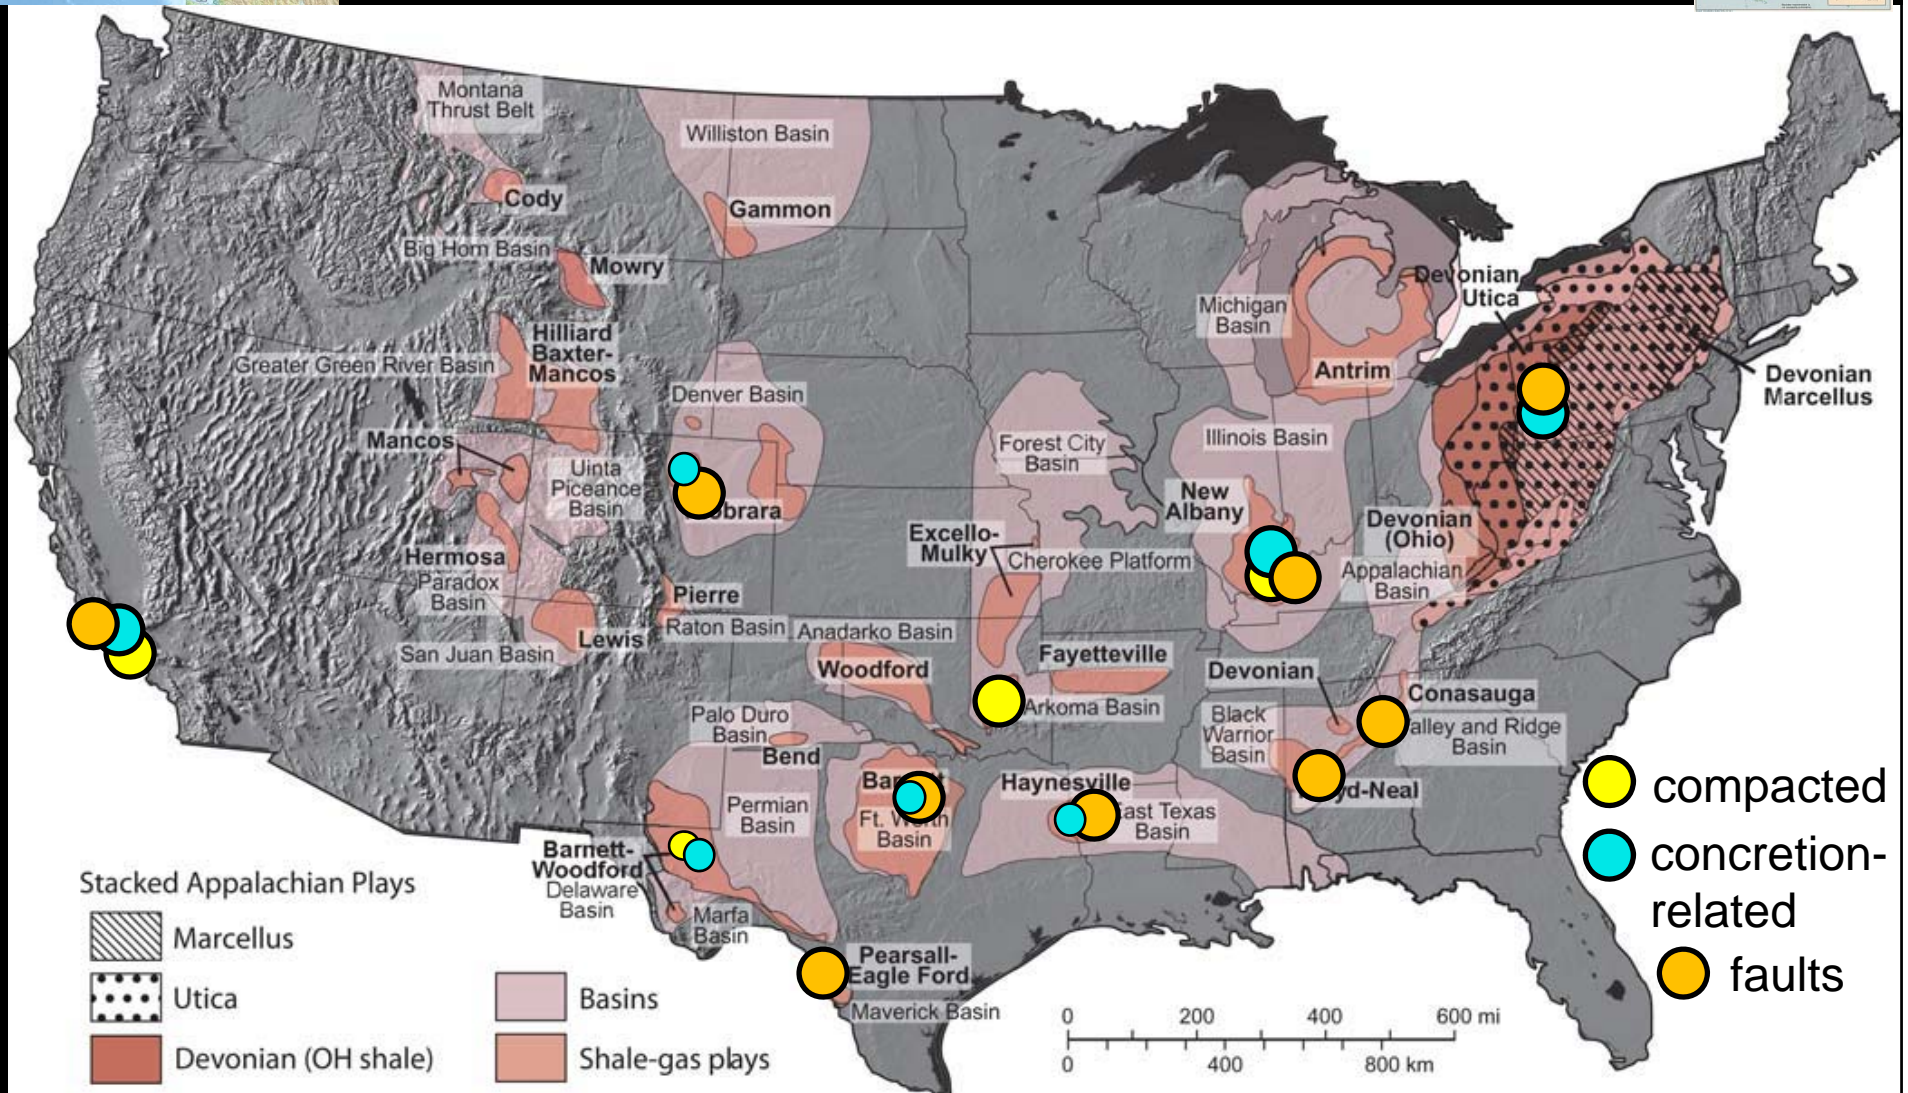 Montana
Thrust Belt
Williston Basin
Cody
Gammon
Big Horn Basin
Mowry
Hilliard
Baxter-
Mancos
Greater Green River Basin
Denver Basin
Mancos
Uinta
Piceance
Basin
Hermosa
Paradox
Basin
San Juan Basin
Lewis
Pierre
Raton Basin
Anadarko Basin
Woodford
Palo Duro
Basin
Bend
Permian
Basin
Barnett-
Woodford
Delaware
Basin
Marfa
Basin
Ft. Worth
Basin
Pearsall-
Eagle Ford
Maverick Basin
Forest City
Basin
Excello-
Mulky
Cherokee Platform
Fayetteville
Arkoma Basin
Haynesville
East Texas
Basin
Michigan
Basin
Antrim
Illinois Basin
New
Albany
Devonian
Utica
Devonian
Marcellus
Devonian
(Ohio)
Appalachian
Basin
Devonian
Conasauga
alley and Ridge
Basin
Black
Warrior
Basin
yd-Neal
compacted
concretion-
related
faults
Stacked Appalachian Plays
Marcellus
Utica
Devonian (OH shale)
Basins
Shale-gas plays
0 200 400 600 mi
0 400 800 km